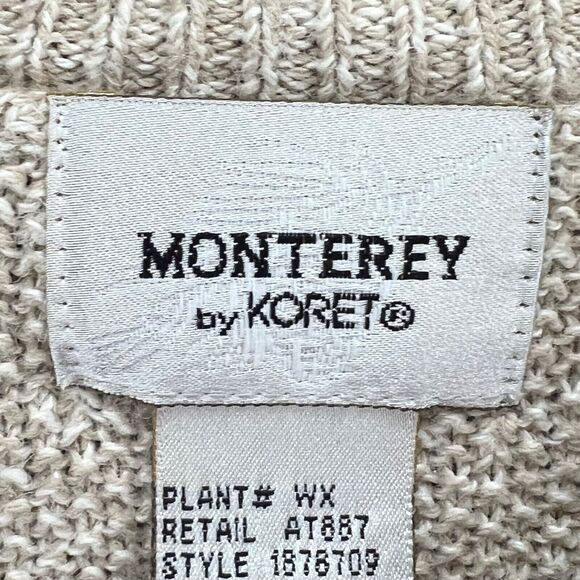 MONTEREY
by KORET®
PLANT# WX
RETAIL AT887
STYLE 1878709